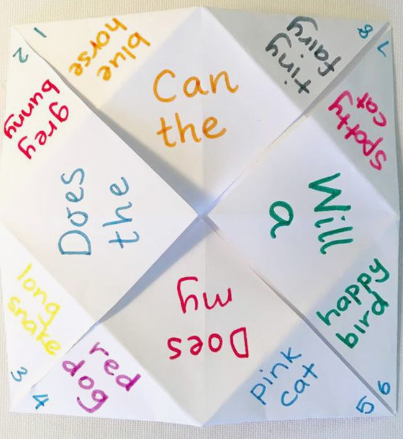 1
2
blue
horse
grey
bunny
Can
the
tiny
fairy
8
7
spotty
cat
Does
the
Will
a
long
snake
3
4
red
dog
Does
my
pink
cat
happy
bird
5
6